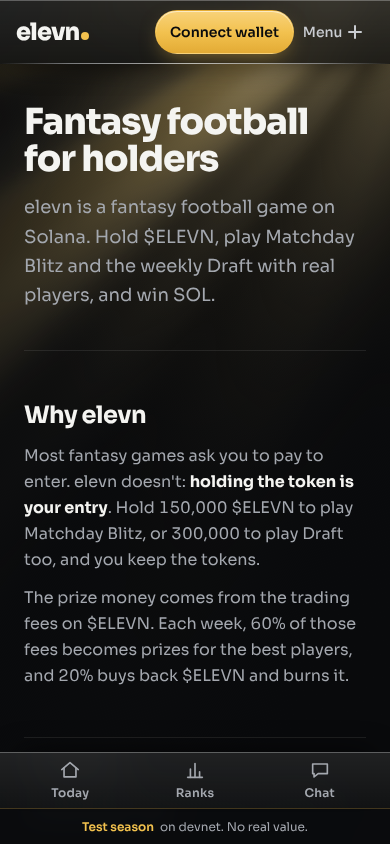 elevn.
Connect wallet
Menu
Fantasy football
for holders
elevn is a fantasy football game on
Solana. Hold $ELEVN, play Matchday
Blitz and the weekly Draft with real
players, and win SOL.
Why elevn
Most fantasy games ask you to pay to
enter. elevn doesn't: holding the token is
your entry. Hold 150,000 $ELEVN to play
Matchday Blitz, or 300,000 to play Draft
too, and you keep the tokens.
The prize money comes from the trading
fees on $ELEVN. Each week, 60% of those
fees becomes prizes for the best players,
and 20% buys back $ELEVN and burns it.
Today
Ranks
Chat
Test season on devnet. No real value.